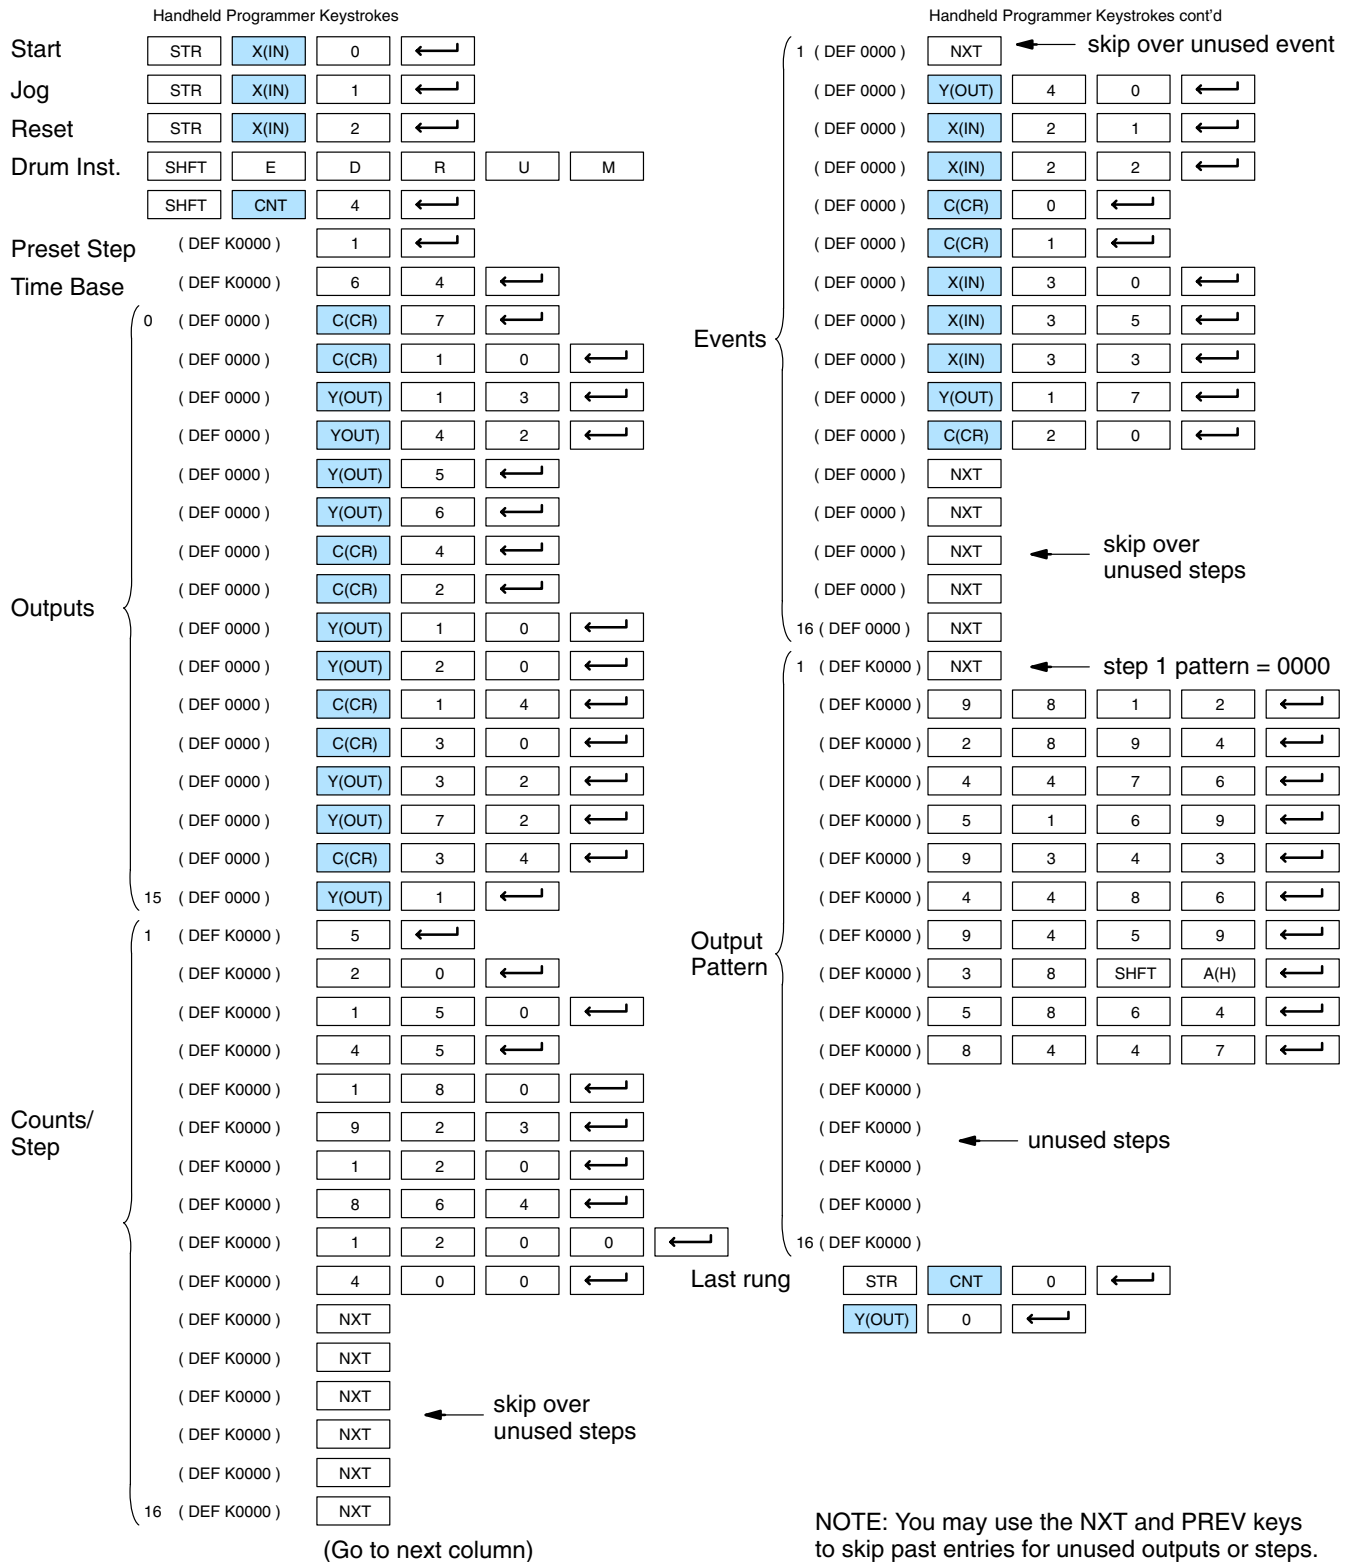 Handheld Programmer Keystrokes
Start STR X(IN) 0
Jog STR X(IN) 1
Reset STR X(IN) 2
Drum Inst. SHFT E D R U M
SHFT CNT 4
Preset Step ( DEF K0000 ) 1
Time Base ( DEF K0000 ) 6 4
Outputs
0 ( DEF 0000 ) C(CR) 7
( DEF 0000 ) C(CR) 1 0
( DEF 0000 ) Y(OUT) 1 3
( DEF 0000 ) YOUT) 4 2
( DEF 0000 ) Y(OUT) 5
( DEF 0000 ) Y(OUT) 6
( DEF 0000 ) C(CR) 4
( DEF 0000 ) C(CR) 2
( DEF 0000 ) Y(OUT) 1 0
( DEF 0000 ) Y(OUT) 2 0
( DEF 0000 ) C(CR) 1 4
( DEF 0000 ) C(CR) 3 0
( DEF 0000 ) Y(OUT) 3 2
( DEF 0000 ) Y(OUT) 7 2
( DEF 0000 ) C(CR) 3 4
15 ( DEF 0000 ) Y(OUT) 1
Counts/
Step
1 ( DEF K0000 ) 5
( DEF K0000 ) 2 0
( DEF K0000 ) 1 5 0
( DEF K0000 ) 4 5
( DEF K0000 ) 1 8 0
( DEF K0000 ) 9 2 3
( DEF K0000 ) 1 2 0
( DEF K0000 ) 8 6 4
( DEF K0000 ) 1 2 0 0
( DEF K0000 ) 4 0 0
( DEF K0000 ) NXT
( DEF K0000 ) NXT
( DEF K0000 ) NXT
skip over
unused steps
( DEF K0000 ) NXT
( DEF K0000 ) NXT
16 ( DEF K0000 ) NXT
(Go to next column)
Handheld Programmer Keystrokes cont'd
Events
1 ( DEF 0000 ) NXT skip over unused event
( DEF 0000 ) Y(OUT) 4 0
( DEF 0000 ) X(IN) 2 1
( DEF 0000 ) X(IN) 2 2
( DEF 0000 ) C(CR) 0
( DEF 0000 ) C(CR) 1
( DEF 0000 ) X(IN) 3 0
( DEF 0000 ) X(IN) 3 5
( DEF 0000 ) X(IN) 3 3
( DEF 0000 ) Y(OUT) 1 7
( DEF 0000 ) C(CR) 2 0
( DEF 0000 ) NXT
( DEF 0000 ) NXT
( DEF 0000 ) NXT
skip over
unused steps
( DEF 0000 ) NXT
16 ( DEF 0000 ) NXT
Output
Pattern
1 ( DEF K0000 ) NXT step 1 pattern = 0000
( DEF K0000 ) 9 8 1 2
( DEF K0000 ) 2 8 9 4
( DEF K0000 ) 4 4 7 6
( DEF K0000 ) 5 1 6 9
( DEF K0000 ) 9 3 4 3
( DEF K0000 ) 4 4 8 6
( DEF K0000 ) 9 4 5 9
( DEF K0000 ) 3 8 SHFT A(H)
( DEF K0000 ) 5 8 6 4
( DEF K0000 ) 8 4 4 7
( DEF K0000 )
( DEF K0000 ) unused steps
( DEF K0000 )
( DEF K0000 )
16 ( DEF K0000 )
Last rung STR CNT 0
Y(OUT) 0
NOTE: You may use the NXT and PREV keys
to skip past entries for unused outputs or steps.